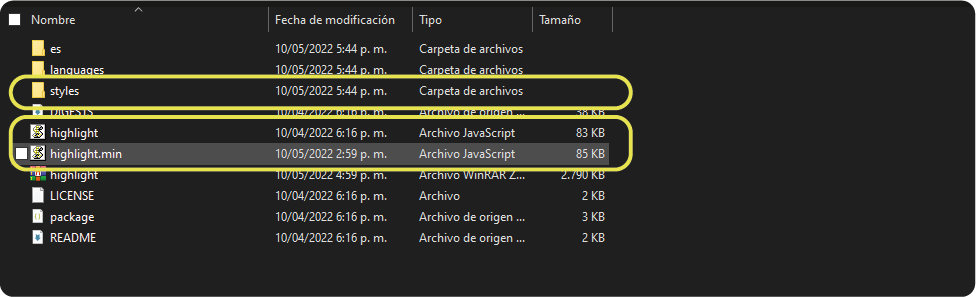 Nombre Fecha de modificación Tipo Tamaño
es 10/05/2022 5:44 p. m. Carpeta de archivos
languages 10/05/2022 5:44 p. m. Carpeta de archivos
styles 10/05/2022 5:44 p. m. Carpeta de archivos
DIGESTS 10/04/2022 6:16 p. m. Archivo de origen ... 38 KB
highlight 10/04/2022 6:16 p. m. Archivo JavaScript 83 KB
highlight.min 10/05/2022 2:59 p. m. Archivo JavaScript 85 KB
highlight 10/05/2022 4:59 p. m. Archivo WinRAR Z... 2.790 KB
LICENSE 10/04/2022 6:16 p. m. Archivo 2 KB
package 10/04/2022 6:16 p. m. Archivo de origen ... 3 KB
README 10/04/2022 6:16 p. m. Archivo de origen ... 2 KB